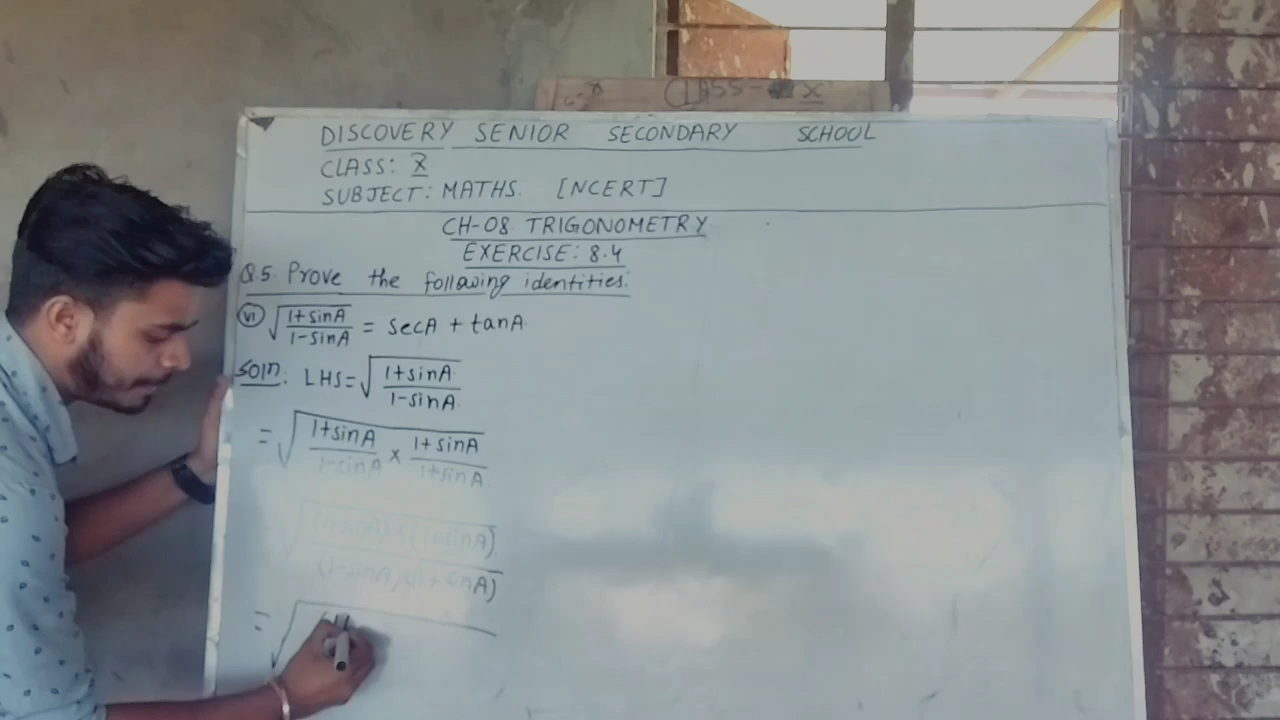 CLASS - X
DISCOVERY SENIOR SECONDARY SCHOOL
CLASS: X
SUBJECT: MATHS. [NCERT]
CH-08 TRIGONOMETRY
EXERCISE: 8.4
Q.5. Prove the following identities:
(vi) √((1+sinA)/(1-sinA)) = secA + tanA
Soln: LHS = √((1+sinA)/(1-sinA))
= √((1+sinA)/(1-sinA) × (1+sinA)/(1+sinA))
√((1+sinA)×(1+sinA)/(1-sinA)(1+sinA))
= √